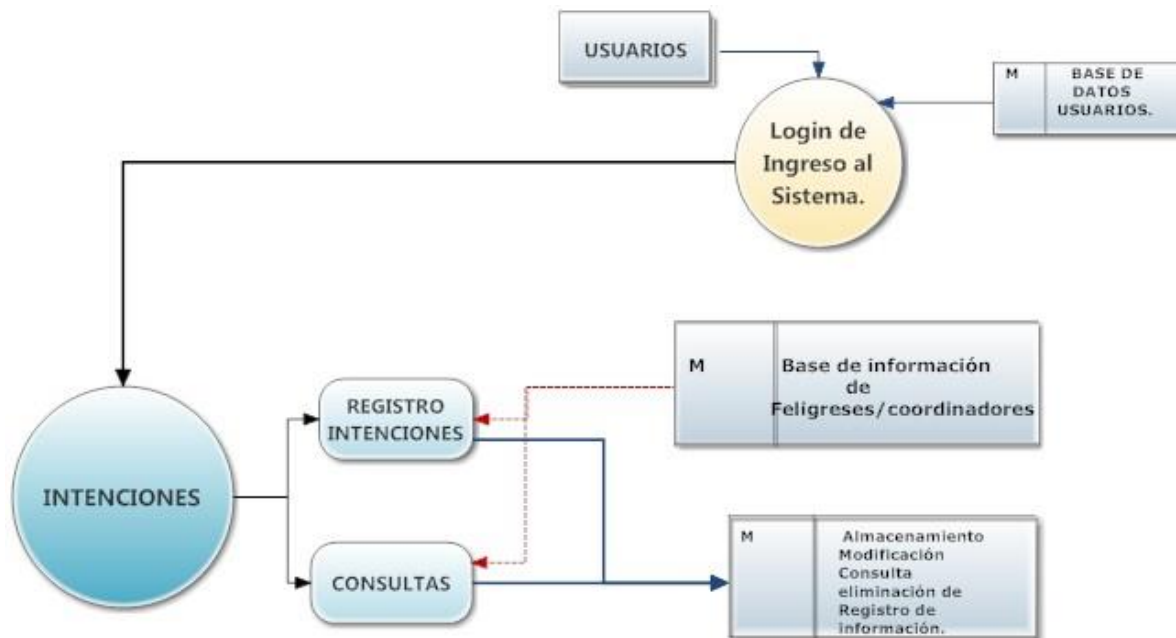 USUARIOS
M
BASE DE
DATOS
USUARIOS.
Login de
Ingreso al
Sistema.
M
Base de información
de
Feligreses/coordinadores
REGISTRO
INTENCIONES
INTENCIONES
CONSULTAS
M
Almacenamiento
Modificación
Consulta
eliminación de
Registro de
información.